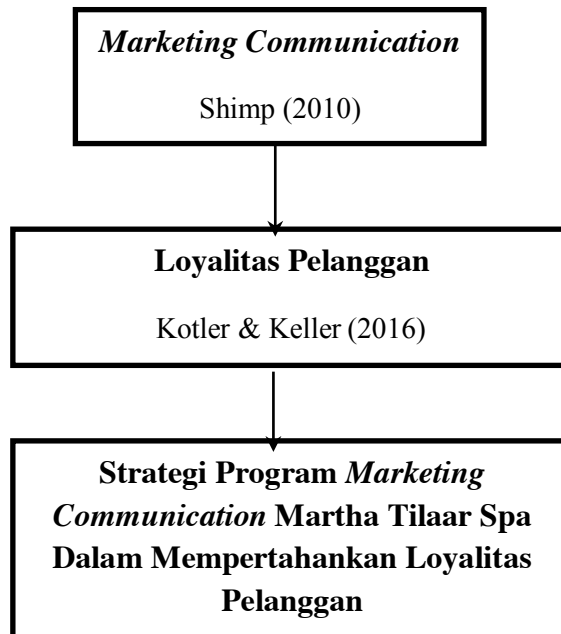 Marketing Communication
Shimp (2010)
Loyalitas Pelanggan
Kotler & Keller (2016)
Strategi Program Marketing
Communication Martha Tilaar Spa
Dalam Mempertahankan Loyalitas
Pelanggan